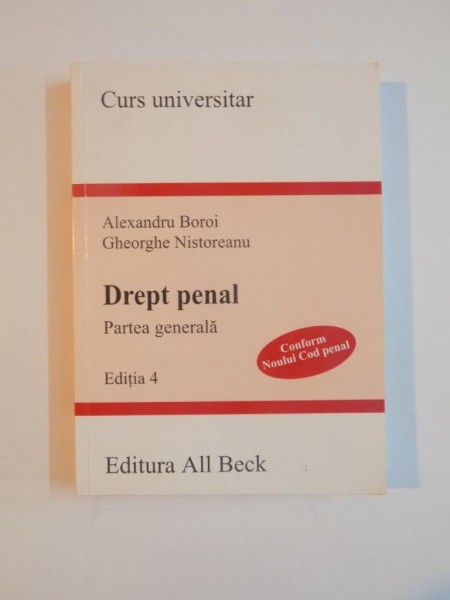 Curs universitar
Alexandru Boroi
Gheorghe Nistoreanu
Drept penal
Partea generală
Conform
Noului Cod penal
Ediția 4
Editura All Beck